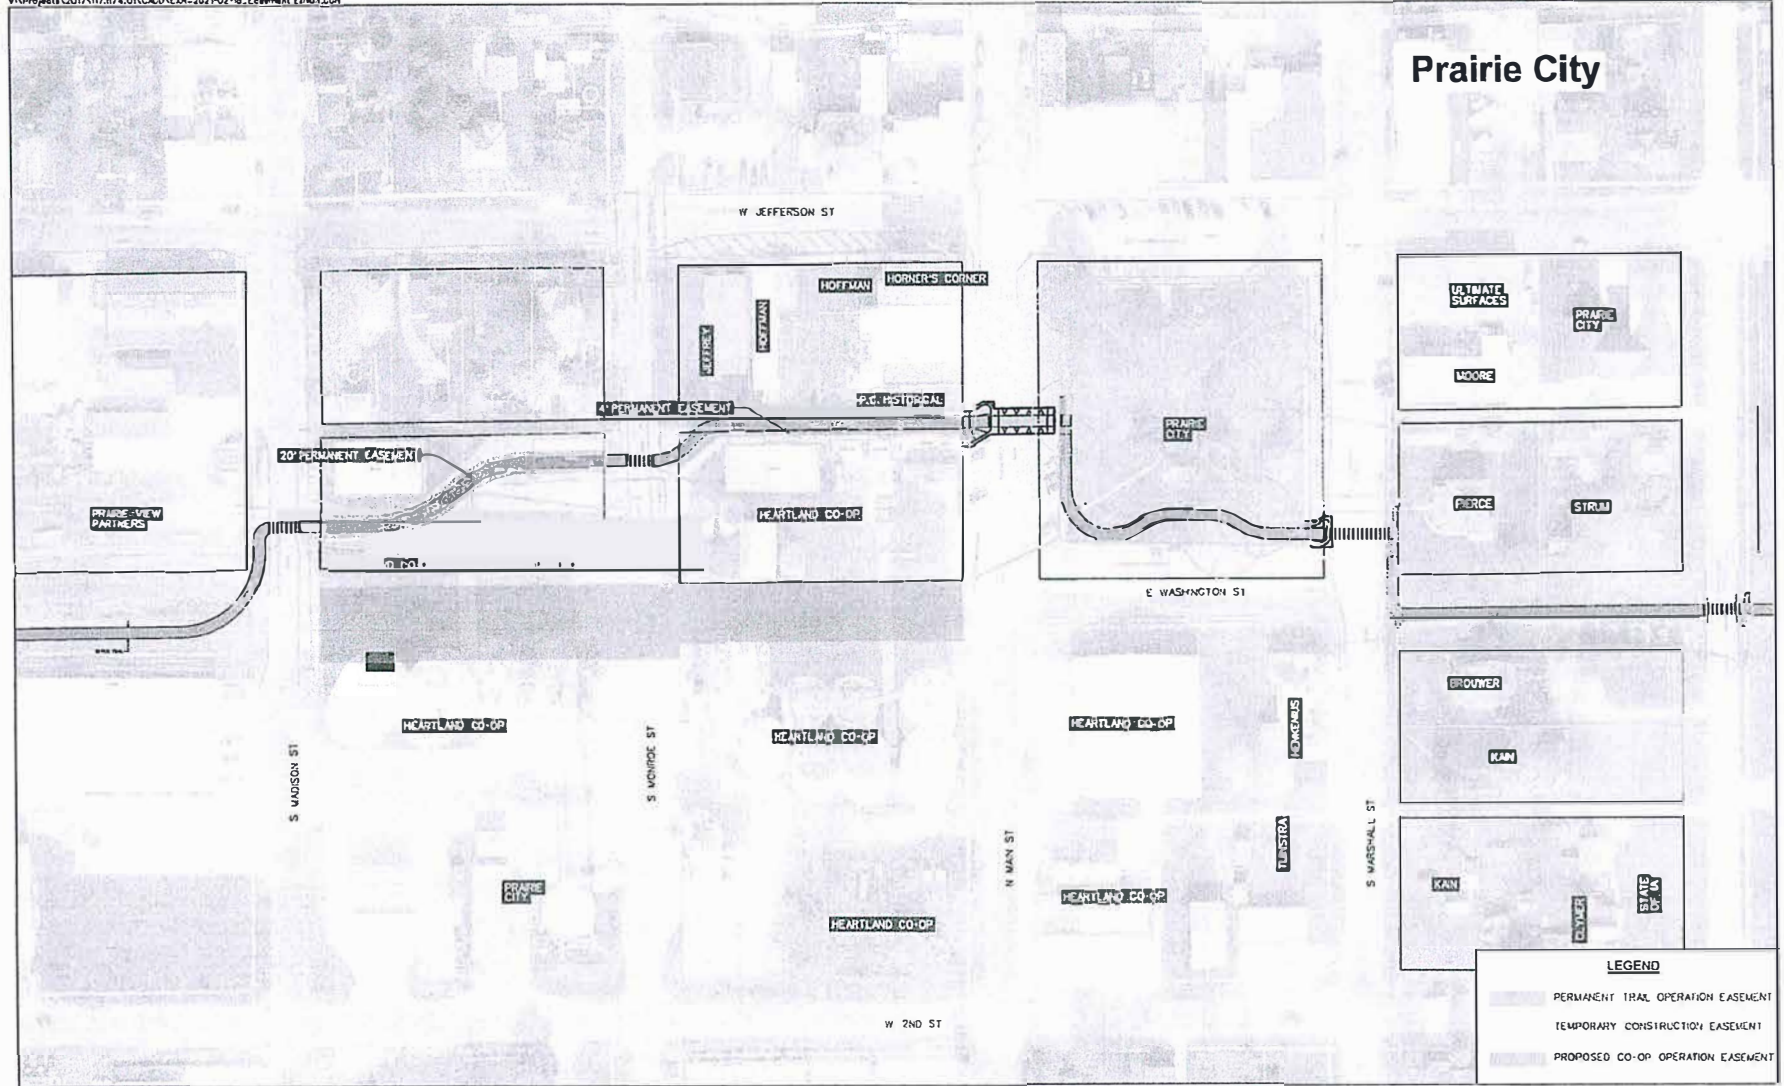 Prairie City
W JEFFERSON ST
HORNER'S CORNER
HOFFMAN
HOFFMAN
JEFFREY
ULTIMATE
SURFACES
PRAIRIE
CITY
MOORE
P.C. HISTORICAL
4' PERMANENT EASEMENT
PRAIRIE
CITY
20' PERMANENT EASEMEN
PRAIRIE-VIEW
PARTNERS
HEARTLAND CO-OP
PIERCE
STRUM
E WASHINGTON ST
BROUWER
HEARTLAND CO-OP
HEARTLAND CO-OP
HEARTLAND CO-OP
KAIN
S MADISON ST
S MONROE ST
N MAIN ST
S MARSHALL ST
PRAIRIE
CITY
HEARTLAND CO-OP
HEARTLAND CO-OP
KAIN
STATE
OF IA
W 2ND ST
LEGEND
PERMANENT TRAIL OPERATION EASEMENT
TEMPORARY CONSTRUCTION EASEMENT
PROPOSED CO-OP OPERATION EASEMENT